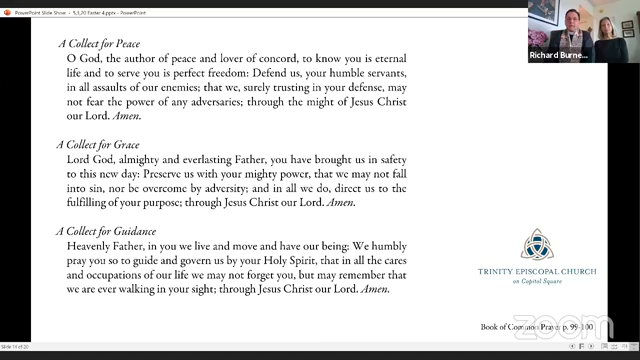 PowerPoint Slide Show - 5.3.20 Easter 4.pptx - PowerPoint
Richard Burne...
A Collect for Peace
O God, the author of peace and lover of concord, to know you is eternal
life and to serve you is perfect freedom: Defend us, your humble servants,
in all assaults of our enemies; that we, surely trusting in your defense, may
not fear the power of any adversaries; through the might of Jesus Christ
our Lord. Amen.
A Collect for Grace
Lord God, almighty and everlasting Father, you have brought us in safety
to this new day: Preserve us with your mighty power, that we may not fall
into sin, nor be overcome by adversity; and in all we do, direct us to the
fulfilling of your purpose; through Jesus Christ our Lord. Amen.
A Collect for Guidance
Heavenly Father, in you we live and move and have our being: We humbly
pray you so to guide and govern us by your Holy Spirit, that in all the cares
and occupations of our life we may not forget you, but may remember that
we are ever walking in your sight; through Jesus Christ our Lord. Amen.
TRINITY EPISCOPAL CHURCH
on Capitol Square
Book of Common Prayer p. 99-100
zoom